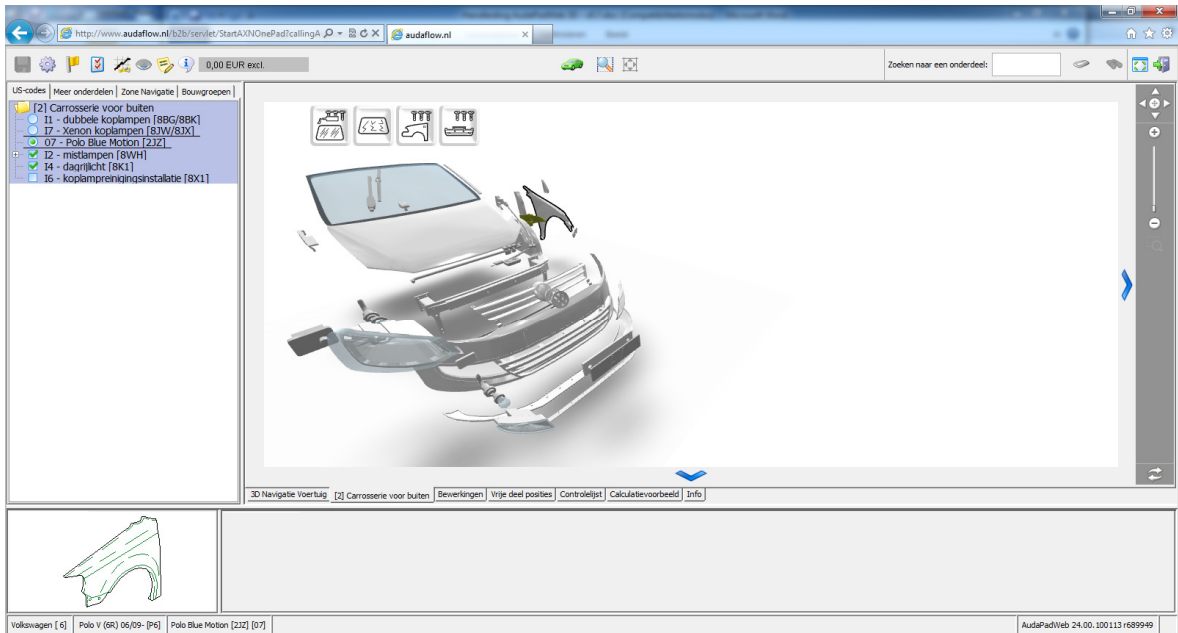 http://www.audaflow.nl/b2b/servlet/StartAXNOnePad?callingA
audaflow.nl
0,00 EUR excl.
Zoeken naar een onderdeel:
US-codes Meer onderdelen Zone Navigatie Bouwgroepen
[2] Carrosserie voor buiten
I1 - dubbele koplampen [8BG/8BK]
I7 - Xenon koplampen [8JW/8JX]
07 - Polo Blue Motion [2JZ]
I2 - mistlampen [8WH]
I4 - dagrijlicht [8K1]
I6 - koplampreinigingsinstallatie [8X1]
3D Navigatie Voertuig [2] Carrosserie voor buiten Bewerkingen Vrije deel posities Controlelijst Calculatievoorbeeld Info
Volkswagen [ 6] Polo V (6R) 06/09- [P6] Polo Blue Motion [2JZ] [07] AudaPadWeb 24.00.100113 r689949